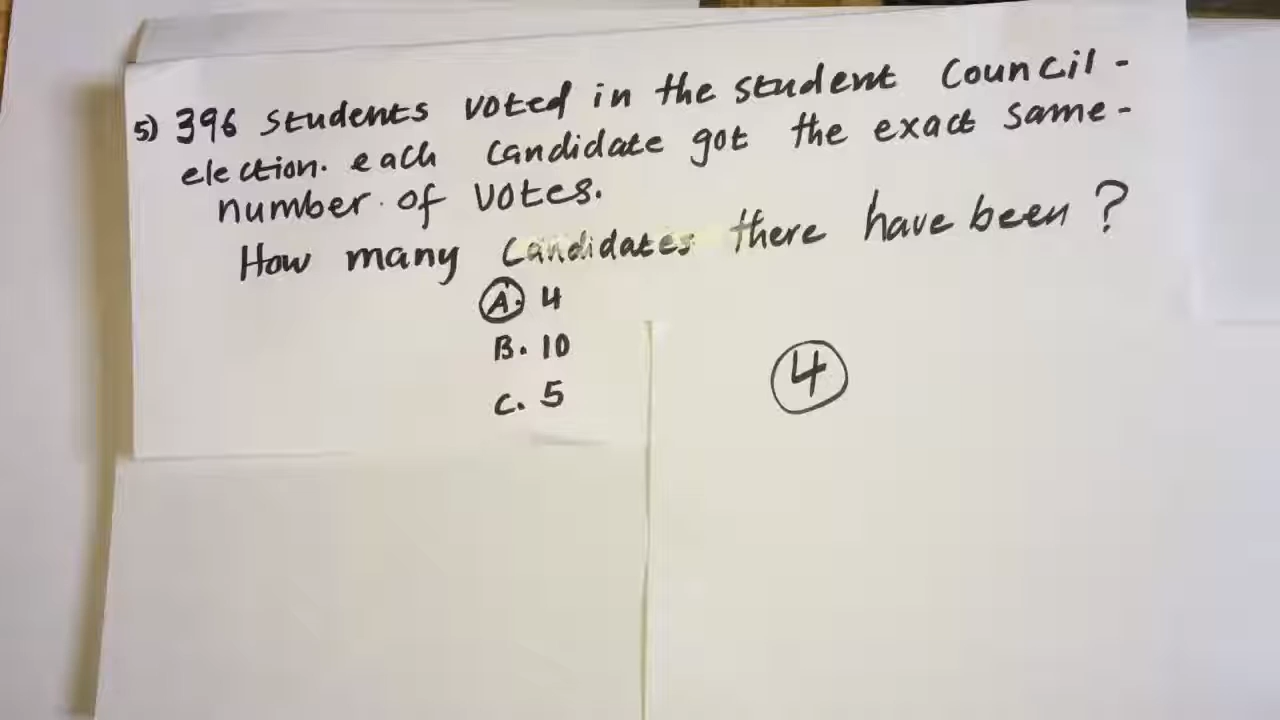 5) 396 students voted in the student Council -
election. each candidate got the exact same -
number. of votes.
How many candidates there have been ?
A. 4
B. 10
C. 5
4